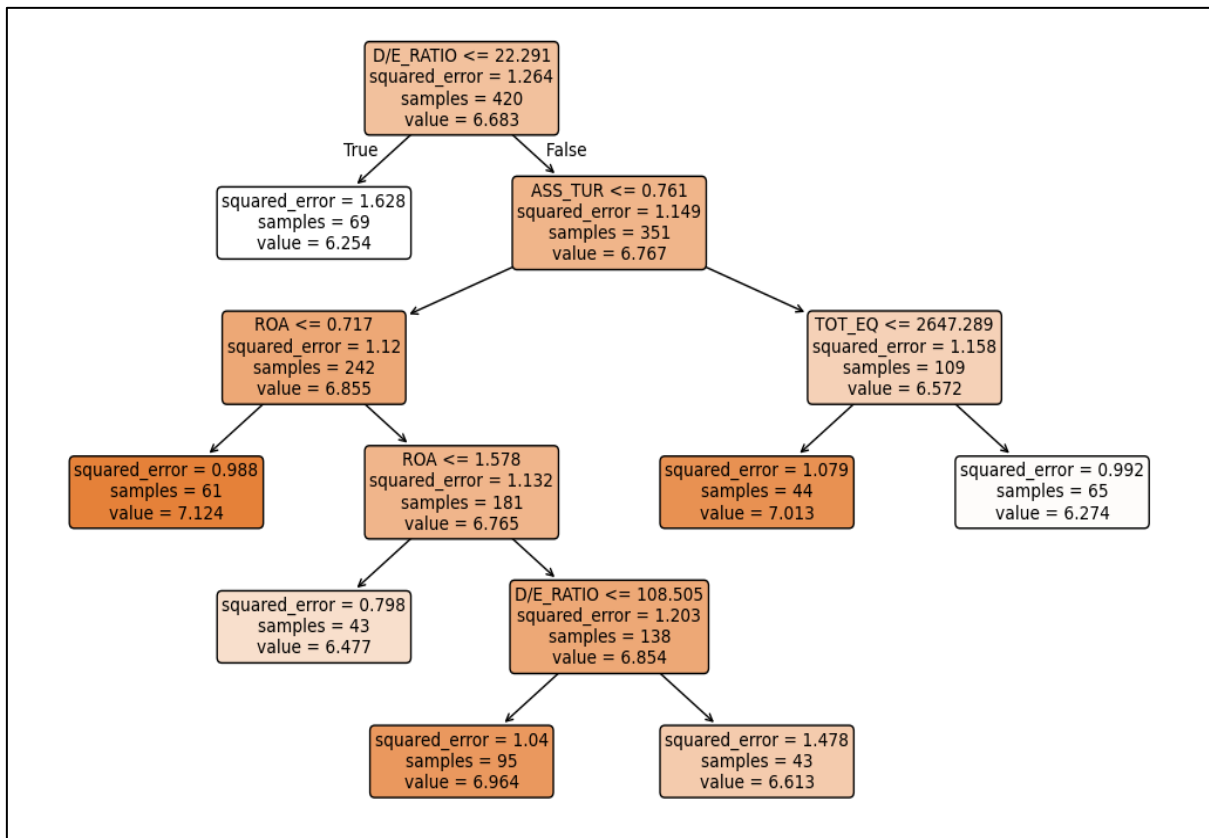 D/E_RATIO <= 22.291
squared_error = 1.264
samples = 420
value = 6.683
True
False
squared_error = 1.628
samples = 69
value = 6.254
ASS_TUR <= 0.761
squared_error = 1.149
samples = 351
value = 6.767
ROA <= 0.717
squared_error = 1.12
samples = 242
value = 6.855
TOT_EQ <= 2647.289
squared_error = 1.158
samples = 109
value = 6.572
squared_error = 0.988
samples = 61
value = 7.124
ROA <= 1.578
squared_error = 1.132
samples = 181
value = 6.765
squared_error = 1.079
samples = 44
value = 7.013
squared_error = 0.992
samples = 65
value = 6.274
squared_error = 0.798
samples = 43
value = 6.477
D/E_RATIO <= 108.505
squared_error = 1.203
samples = 138
value = 6.854
squared_error = 1.04
samples = 95
value = 6.964
squared_error = 1.478
samples = 43
value = 6.613